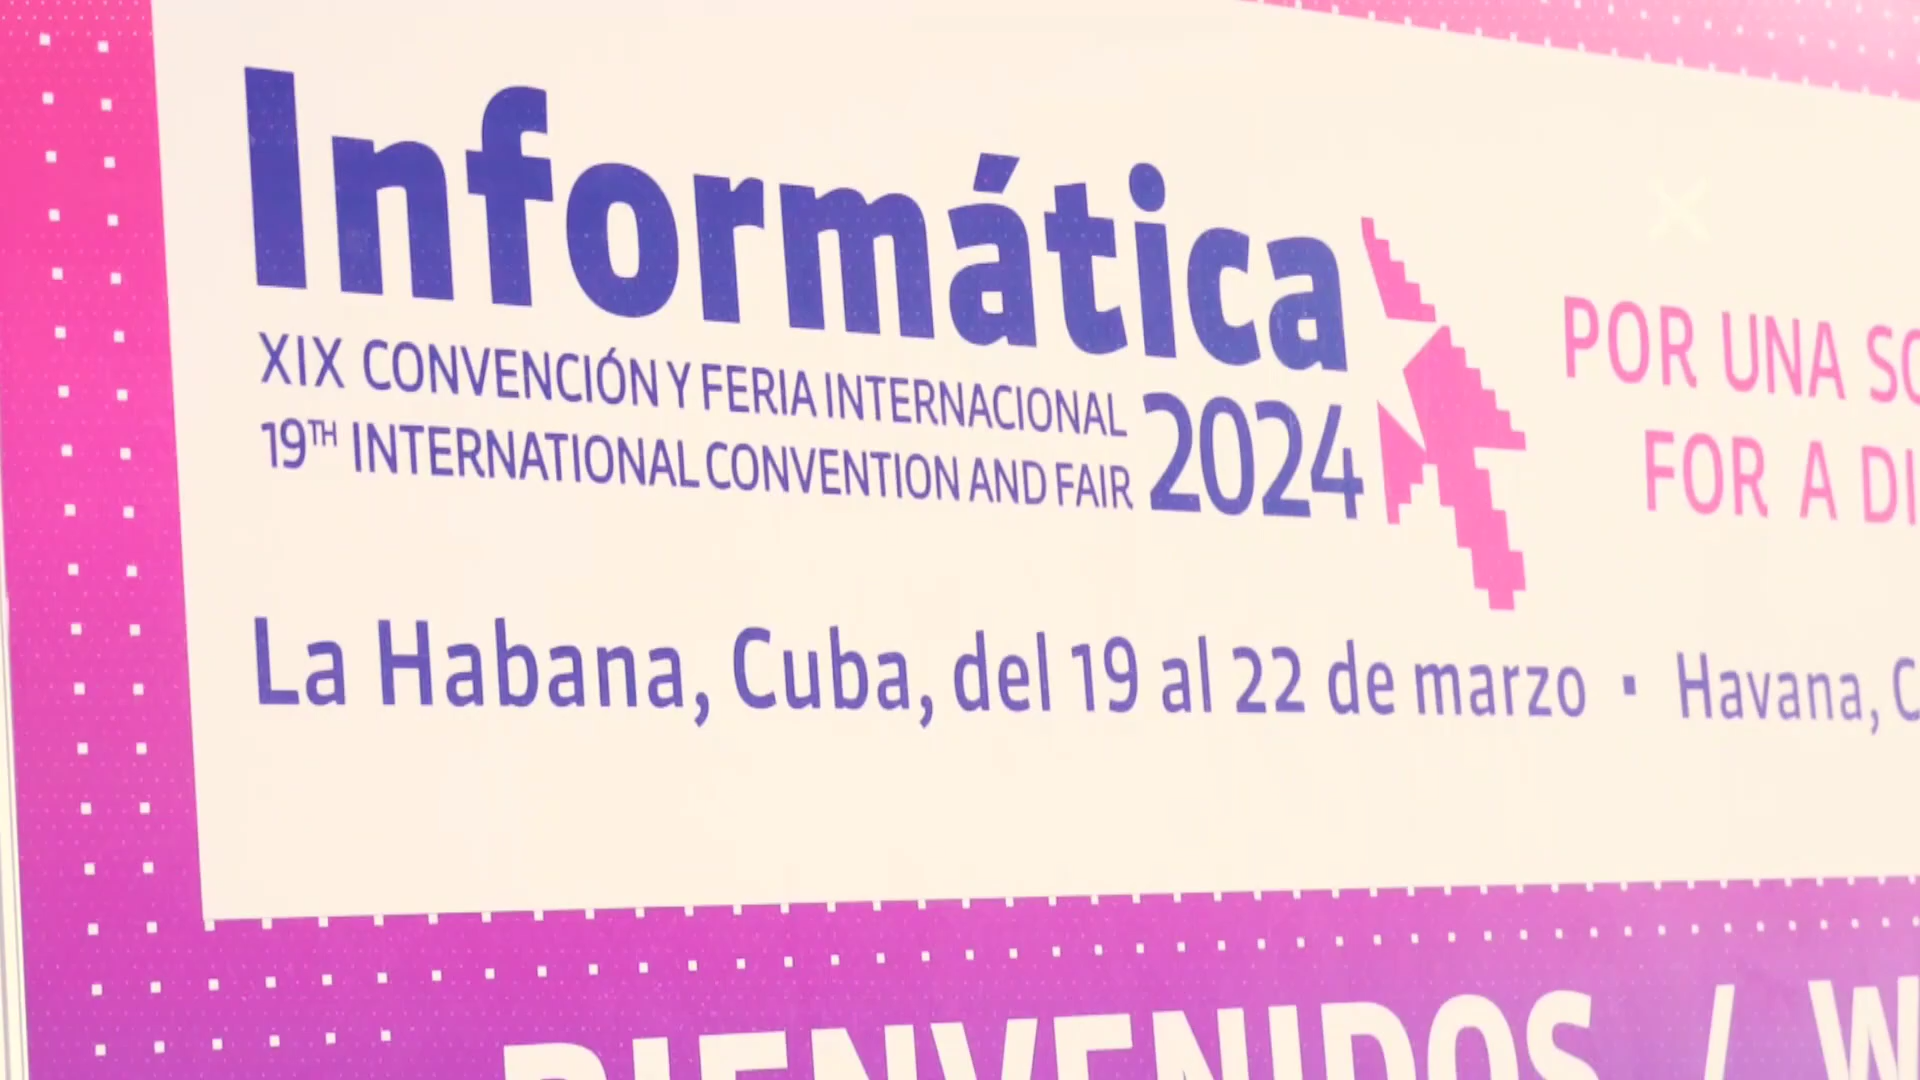 Informática
XIX CONVENCIÓN Y FERIA INTERNACIONAL
19TH INTERNATIONAL CONVENTION AND FAIR
2024
POR UNA
FOR A
La Habana, Cuba, del 19 al 22 de marzo ▪ Havana,
BIENVENIDOS /